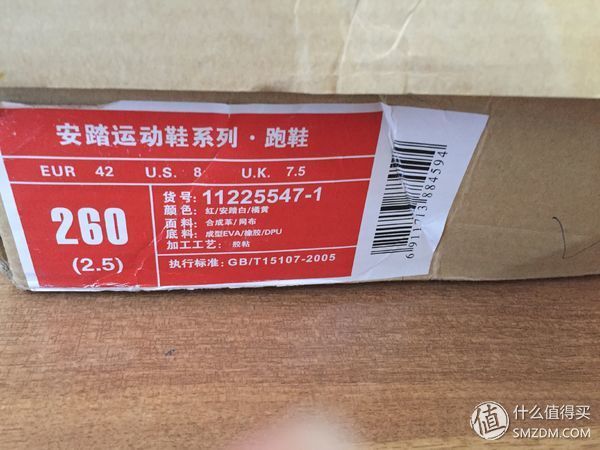 安踏运动鞋系列·跑鞋
EUR 42 U.S. 8 U.K. 7.5
260
(2.5)
货号: 11225547-1
颜色: 红/安踏白/橘黄
面料: 合成革/网布
底料: 成型EVA/橡胶/DPU
加工工艺: 胶粘
执行标准: GB/T15107-2005
6911713884594
值 什么值得买
SMZDM.COM